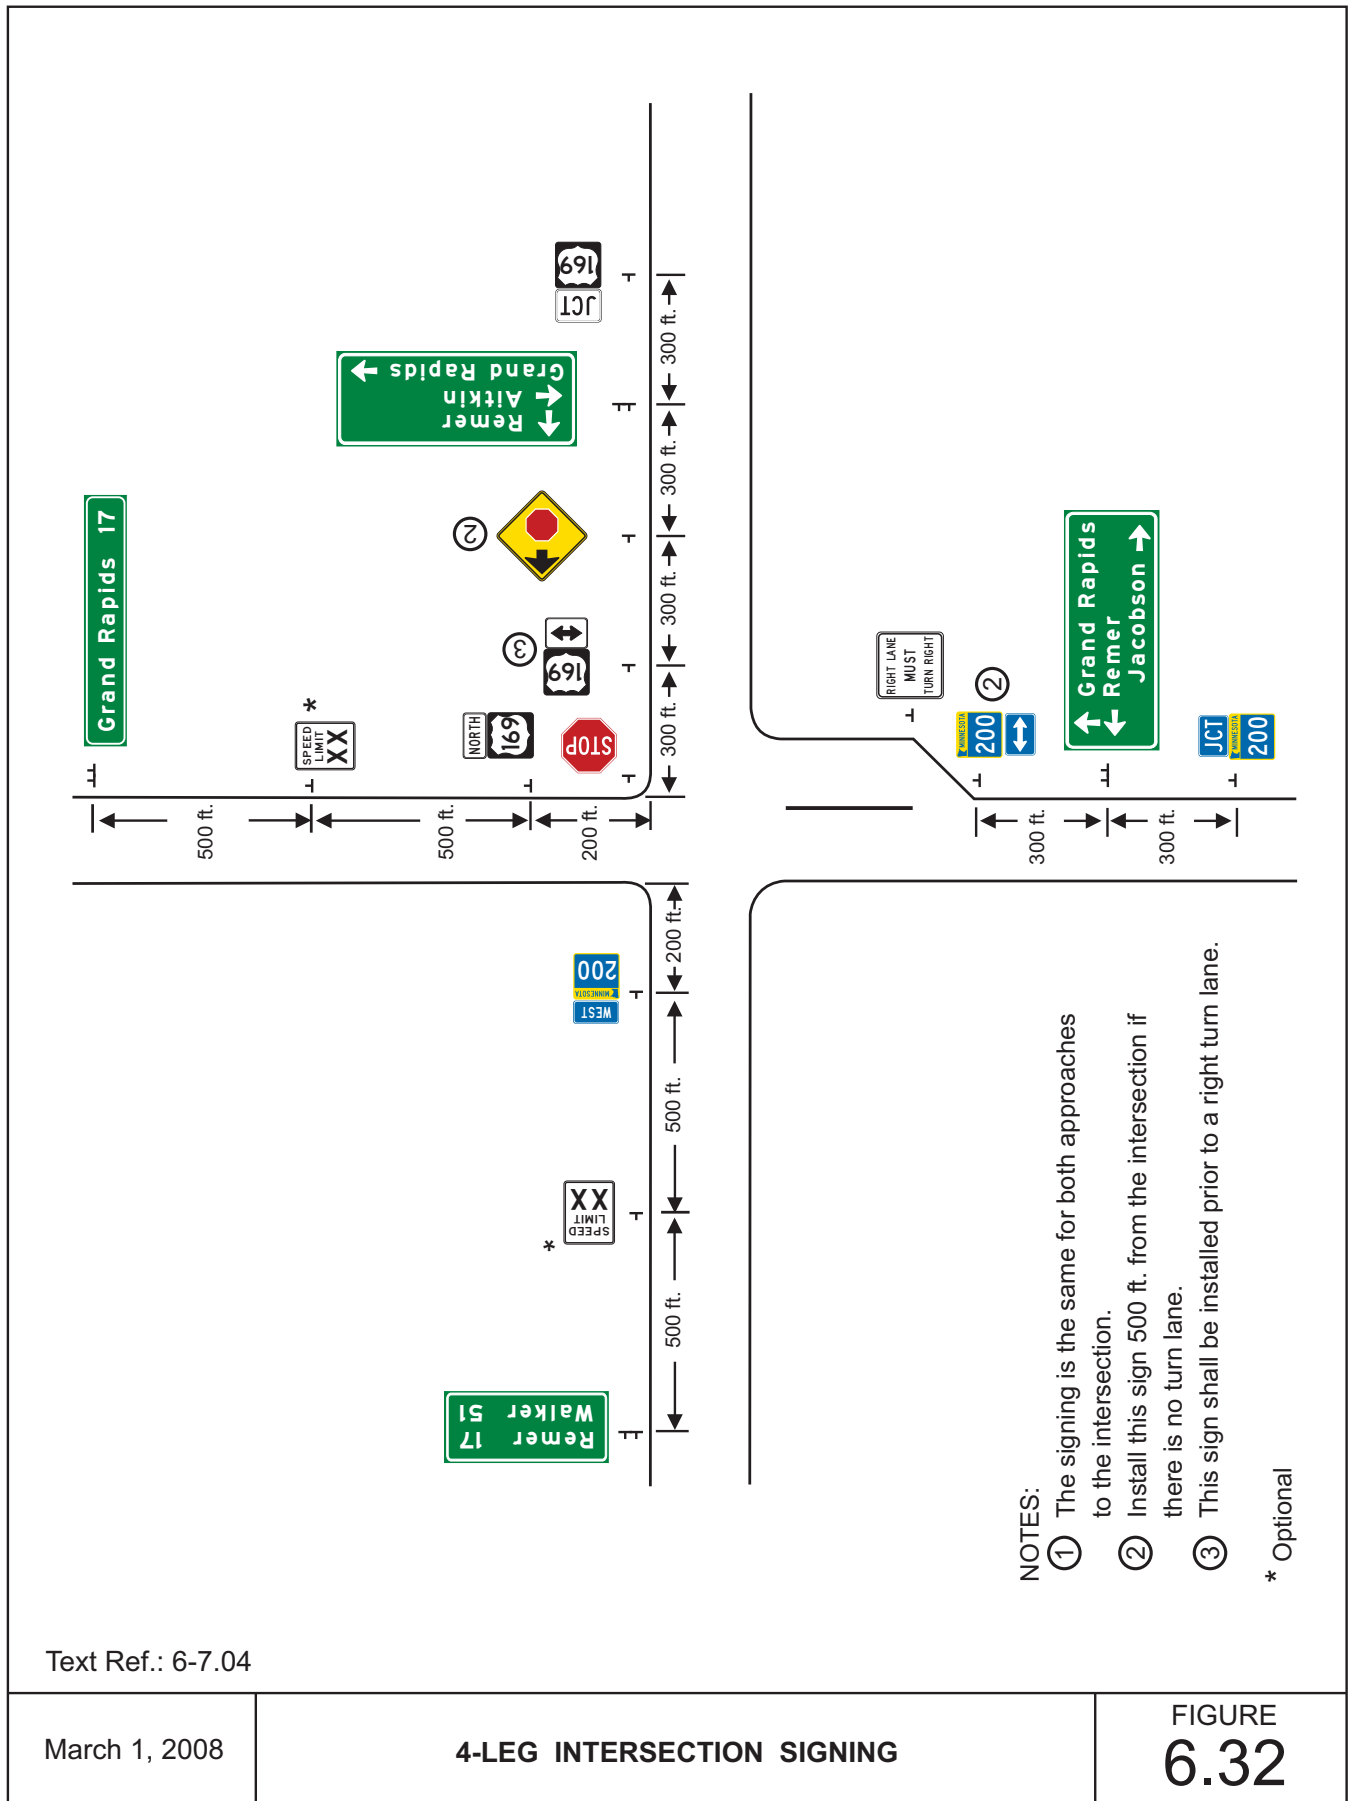 Grand Rapids 17
*
SPEED
LIMIT
XX
NORTH
169
STOP
3
169
2
Remer
Aitkin
Grand Rapids
JCT
169
300 ft.
300 ft.
300 ft.
300 ft.
500 ft.
500 ft.
200 ft.
RIGHT LANE
MUST
TURN RIGHT
MINNESOTA
200
2
Grand Rapids
Remer
Jacobson
JCT
MINNESOTA
200
300 ft.
300 ft.
200 ft.
500 ft.
500 ft.
WEST
MINNESOTA
200
*
SPEED
LIMIT
XX
Remer 17
Walker 51
NOTES:
1 The signing is the same for both approaches
to the intersection.
2 Install this sign 500 ft. from the intersection if
there is no turn lane.
3 This sign shall be installed prior to a right turn lane.
* Optional
Text Ref.: 6-7.04
March 1, 2008
4-LEG INTERSECTION SIGNING
FIGURE
6.32